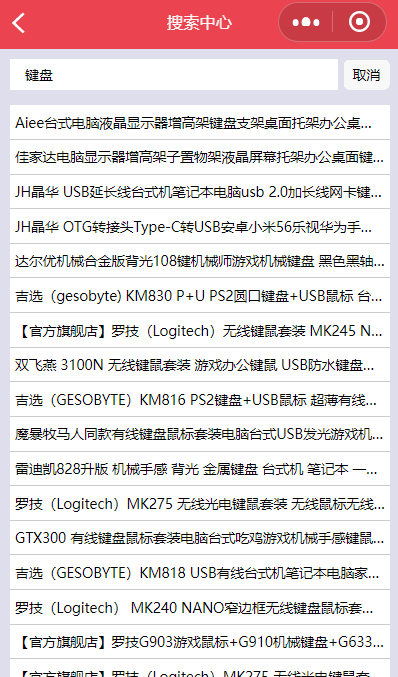 搜索中心
键盘
取消
Aiee台式电脑液晶显示器增高架键盘支架桌面托架办公桌...
佳家达电脑显示器增高架子置物架液晶屏幕托架办公桌面键...
JH晶华 USB延长线台式机笔记本电脑usb 2.0加长线网卡键...
JH晶华 OTG转接头Type-C转USB安卓小米56乐视华为手...
达尔优机械合金版背光108键机械师游戏机械键盘 黑色黑轴...
吉选（gesobyte) KM830 P+U PS2圆口键盘+USB鼠标 台...
【官方旗舰店】罗技（Logitech）无线键鼠套装 MK245 N...
双飞燕 3100N 无线键鼠套装 游戏办公键鼠 USB防水键盘...
吉选（GESOBYTE）KM816 PS2键盘+USB鼠标 超薄有线...
魔暴牧马人同款有线键盘鼠标套装电脑台式USB发光游戏机...
雷迪凯828升版 机械手感 背光 金属键盘 台式机 笔记本 一...
罗技（Logitech）MK275 无线光电键鼠套装 无线鼠标无线...
GTX300 有线键盘鼠标套装电脑台式吃鸡游戏机械手感键鼠...
吉选（GESOBYTE）KM818 USB有线台式机笔记本电脑家...
罗技（Logitech） MK240 NANO窄边框无线键盘鼠标套...
【官方旗舰店】罗技G903游戏鼠标+G910机械键盘+G633...
【官方旗舰店】罗技（Logitech）MK275 无线光电键鼠套...